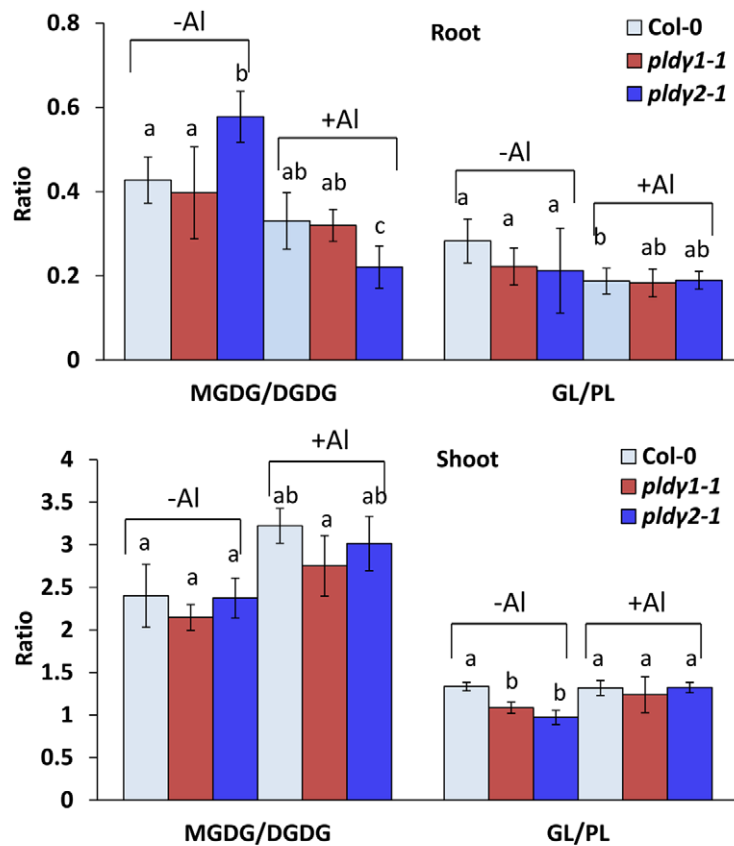 Root
Col-0
pldγ1-1
pldγ2-1
-Al
+Al
-Al
+Al
a a b ab ab c
a a a b ab ab
Ratio
0.8
0.6
0.4
0.2
0
MGDG/DGDG GL/PL
Shoot
Col-0
pldγ1-1
pldγ2-1
-Al
+Al
-Al
+Al
a a a ab a ab
a b b a a a
Ratio
4
3.5
3
2.5
2
1.5
1
0.5
0
MGDG/DGDG GL/PL